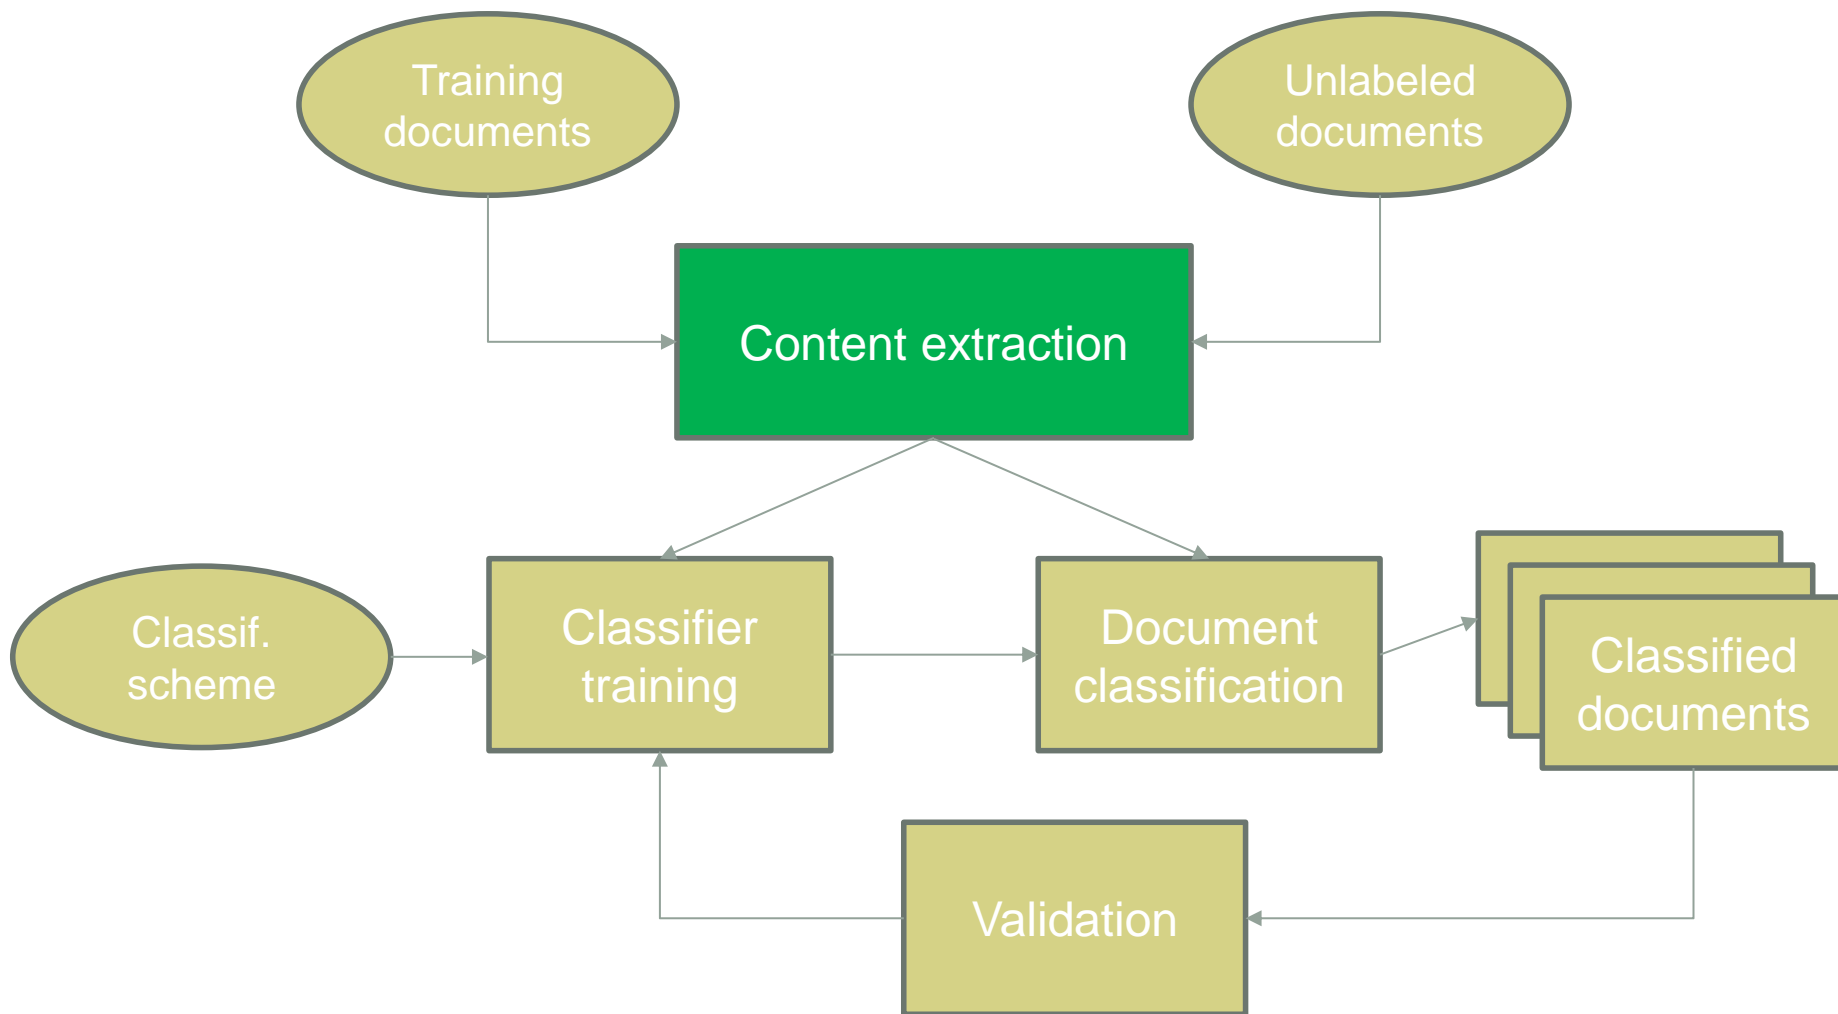 Training
documents
Unlabeled
documents
Content extraction
Classif.
scheme
Classifier
training
Document
classification
Classified
documents
Validation